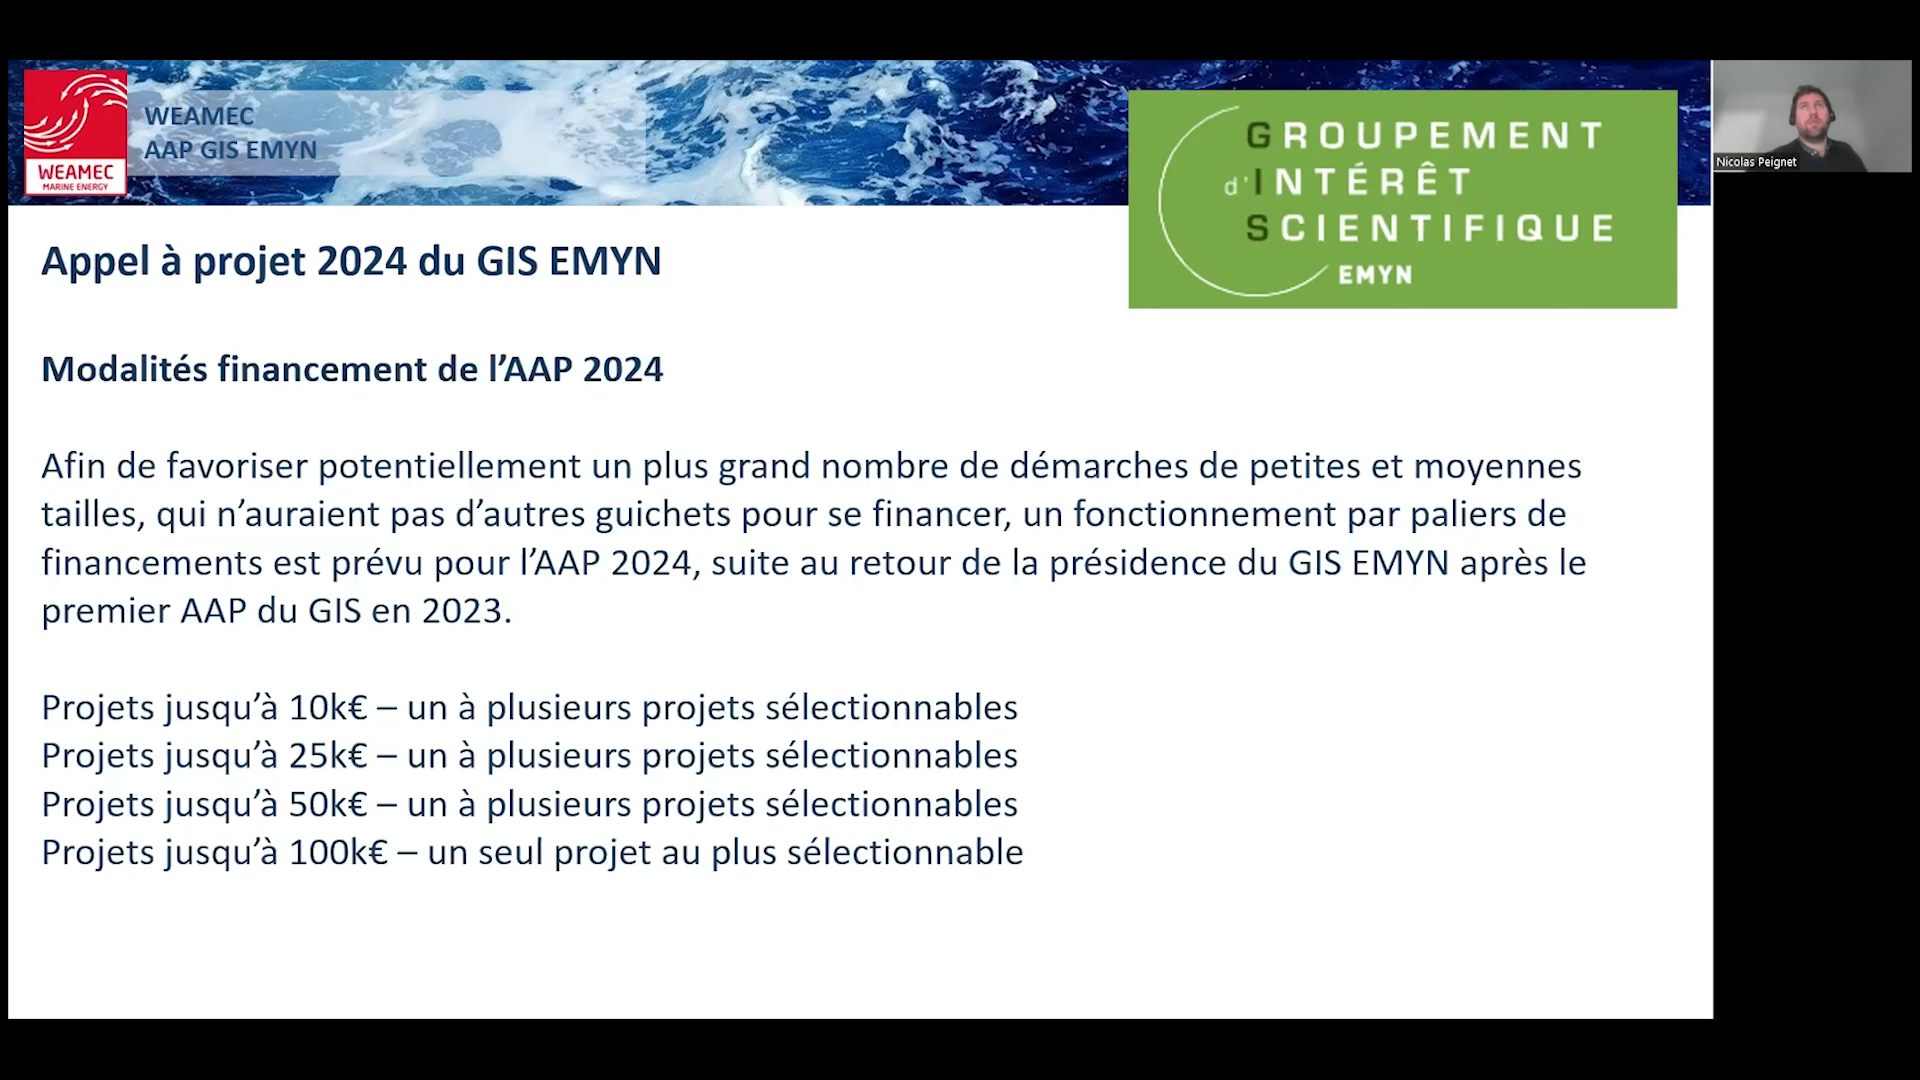 WEAMEC
MARINE ENERGY
WEAMEC
AAP GIS EMYN
GROUPEMENT
d'INTÉRÊT
SCIENTIFIQUE
EMYN
Nicolas Peignet
Appel à projet 2024 du GIS EMYN
Modalités financement de l’AAP 2024
Afin de favoriser potentiellement un plus grand nombre de démarches de petites et moyennes
tailles, qui n’auraient pas d’autres guichets pour se financer, un fonctionnement par paliers de
financements est prévu pour l’AAP 2024, suite au retour de la présidence du GIS EMYN après le
premier AAP du GIS en 2023.
Projets jusqu’à 10k€ – un à plusieurs projets sélectionnables
Projets jusqu’à 25k€ – un à plusieurs projets sélectionnables
Projets jusqu’à 50k€ – un à plusieurs projets sélectionnables
Projets jusqu’à 100k€ – un seul projet au plus sélectionnable